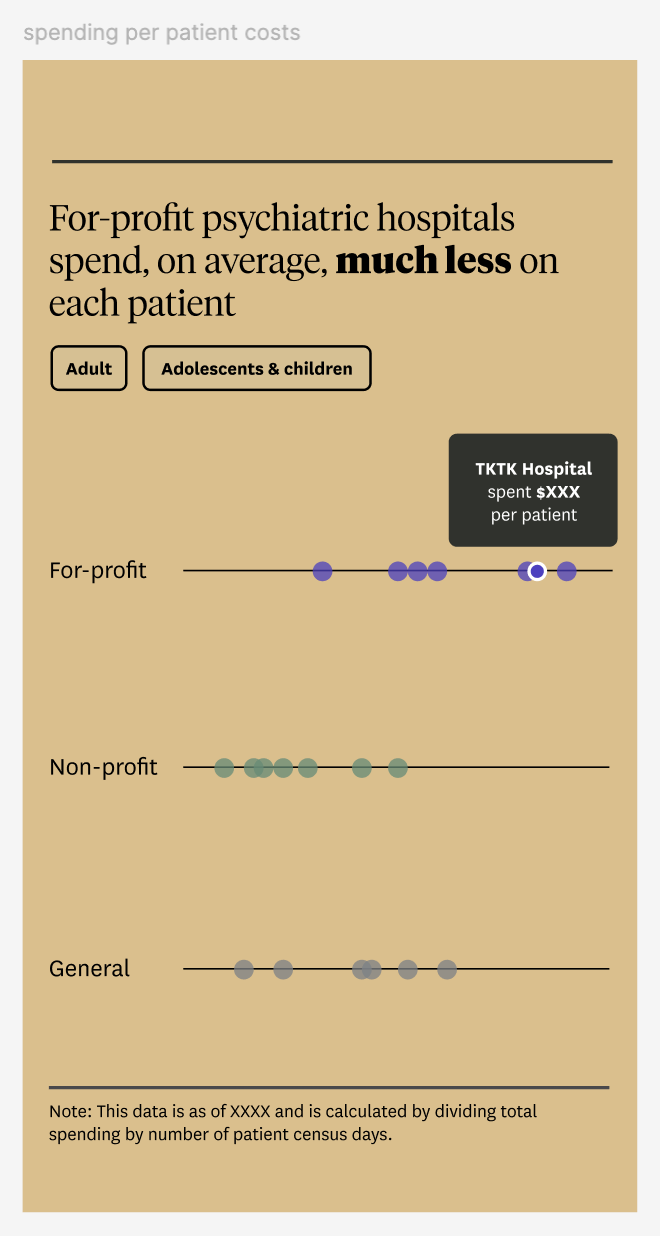 spending per patient costs
For-profit psychiatric hospitals
spend, on average, much less on
each patient
Adult
Adolescents & children
TKTK Hospital
spent $XXX
per patient
For-profit
Non-profit
General
Note: This data is as of XXXX and is calculated by dividing total
spending by number of patient census days.